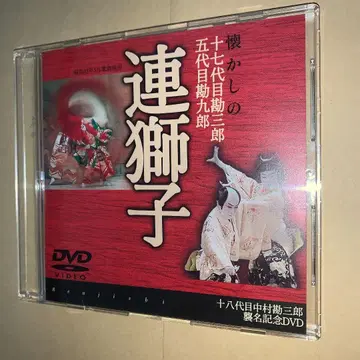 懐かしの
十七代目勘三郎
五代目勘九郎
連獅子
DVD
VIDEO
Renjishi
十八代目中村勘三郎
襲名記念DVD